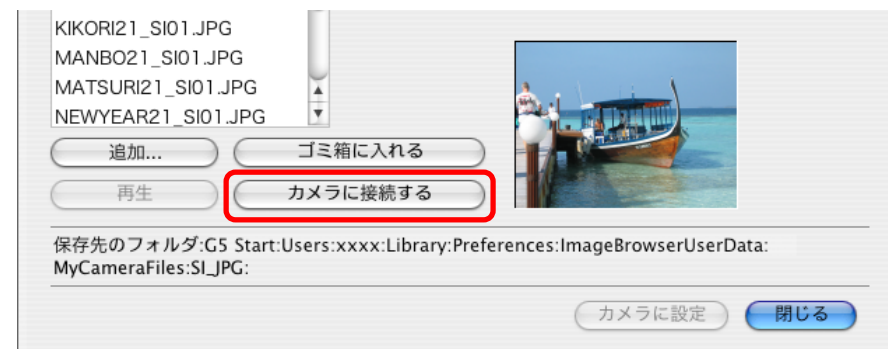 KIKORI21_SI01.JPG
MANBO21_SI01.JPG
MATSURI21_SI01.JPG
NEWYEAR21_SI01.JPG
追加... ゴミ箱に入れる
再生 カメラに接続する
保存先のフォルダ:G5 Start:Users:xxxx:Library:Preferences:ImageBrowserUserData:
MyCameraFiles:SI_JPG:
カメラに設定 閉じる